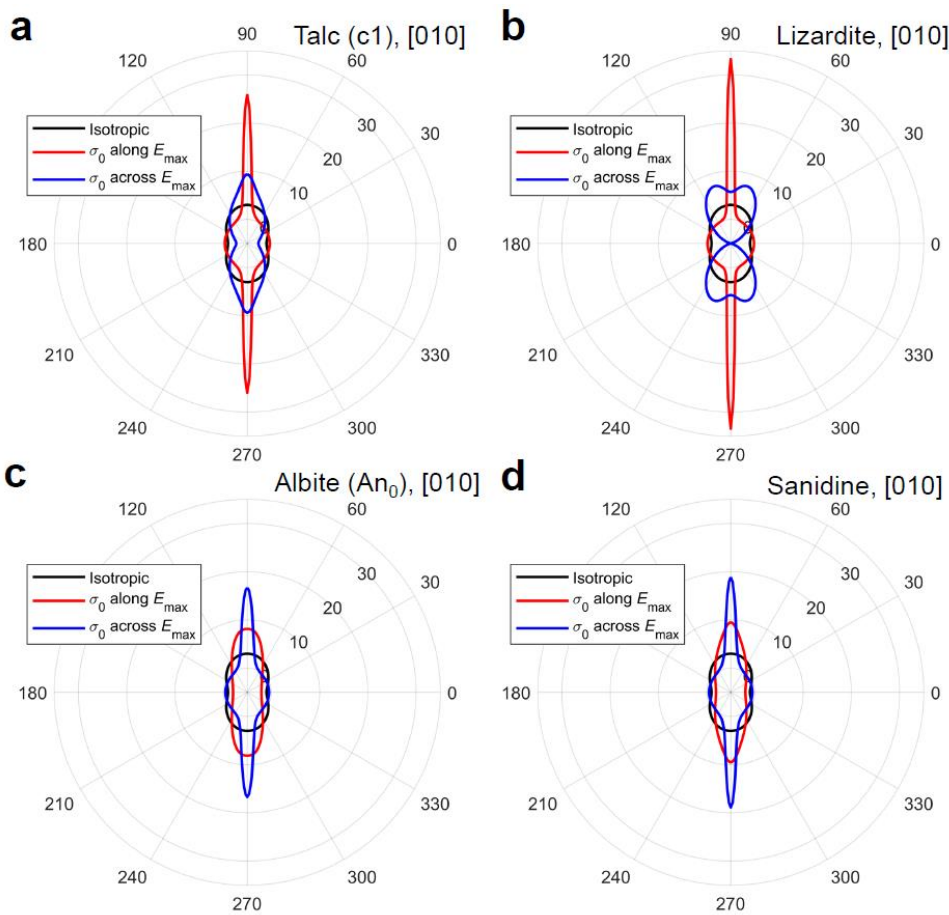 a
Talc (c1), [010]
90
120
60
30
30
20
10
180
0
210
330
240
300
270
Isotropic
σ0 along Emax
σ0 across Emax
b
Lizardite, [010]
90
120
60
30
30
20
10
180
0
210
330
240
300
270
Isotropic
σ0 along Emax
σ0 across Emax
c
Albite (An0), [010]
120
60
30
30
20
10
180
0
210
330
240
300
270
Isotropic
σ0 along Emax
σ0 across Emax
d
Sanidine, [010]
120
60
30
30
20
10
180
0
210
330
240
300
270
Isotropic
σ0 along Emax
σ0 across Emax